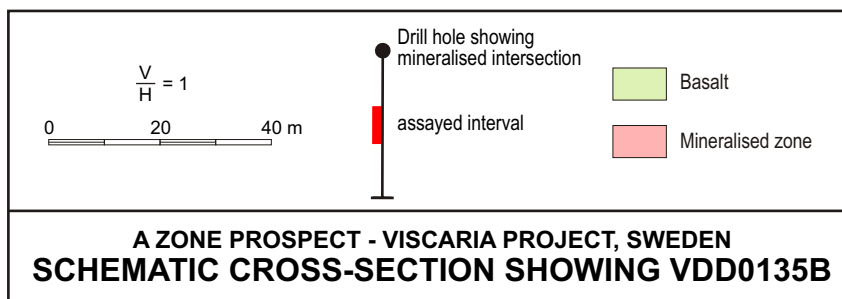 V
H = 1
0 20 40 m
Drill hole showing
mineralised intersection
assayed interval
Basalt
Mineralised zone
A ZONE PROSPECT - VISCARIA PROJECT, SWEDEN
SCHEMATIC CROSS-SECTION SHOWING VDD0135B